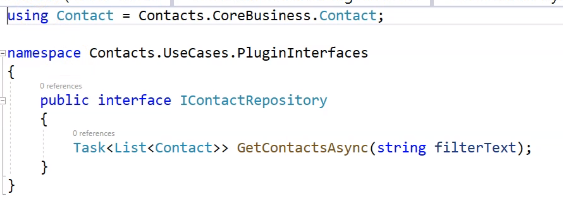 using Contact = Contacts.CoreBusiness.Contact;
namespace Contacts.UseCases.PluginInterfaces
{
0 references
public interface IContactRepository
{
0 references
Task<List<Contact>> GetContactsAsync(string filterText);
}
}